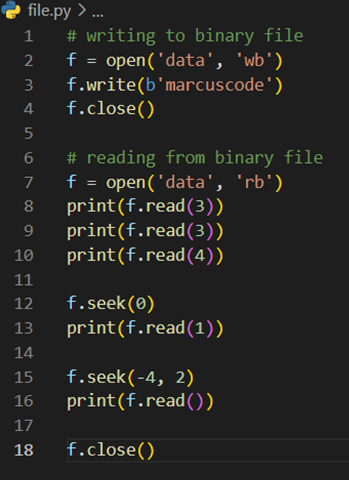 file.py > ...
1 # writing to binary file
2 f = open('data', 'wb')
3 f.write(b'marcuscode')
4 f.close()
5
6 # reading from binary file
7 f = open('data', 'rb')
8 print(f.read(3))
9 print(f.read(3))
10 print(f.read(4))
11
12 f.seek(0)
13 print(f.read(1))
14
15 f.seek(-4, 2)
16 print(f.read())
17
18 f.close()